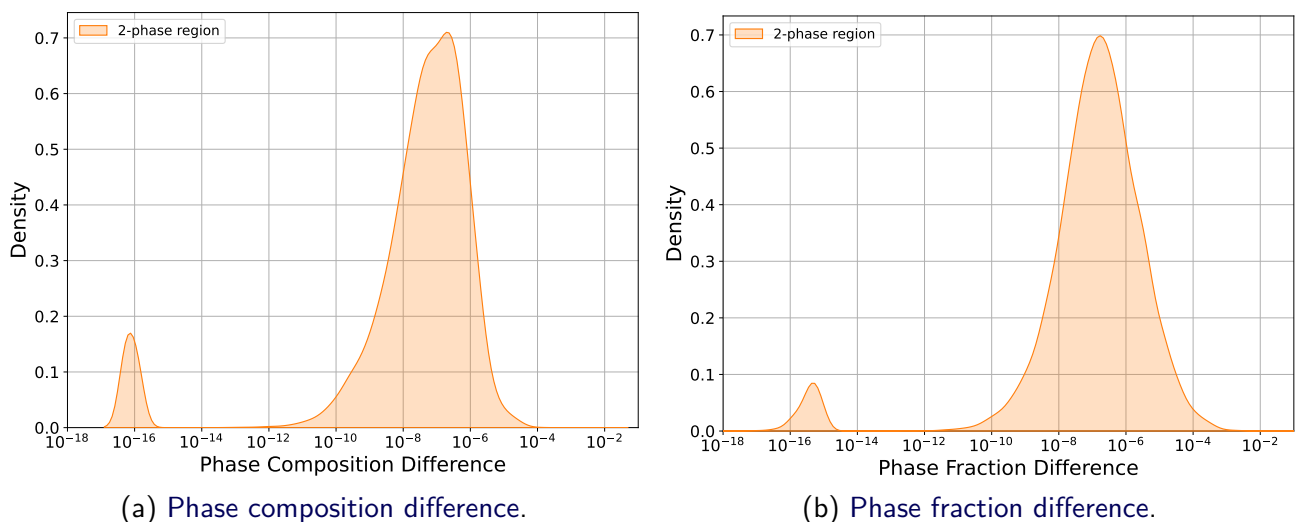 2-phase region
0.7
0.6
0.5
0.4
0.3
0.2
0.1
0.0
Density
10⁻¹⁸ 10⁻¹⁶ 10⁻¹⁴ 10⁻¹² 10⁻¹⁰ 10⁻⁸ 10⁻⁶ 10⁻⁴ 10⁻²
Phase Composition Difference
(a) Phase composition difference.
2-phase region
0.7
0.6
0.5
0.4
0.3
0.2
0.1
0.0
Density
10⁻¹⁸ 10⁻¹⁶ 10⁻¹⁴ 10⁻¹² 10⁻¹⁰ 10⁻⁸ 10⁻⁶ 10⁻⁴ 10⁻²
Phase Fraction Difference
(b) Phase fraction difference.